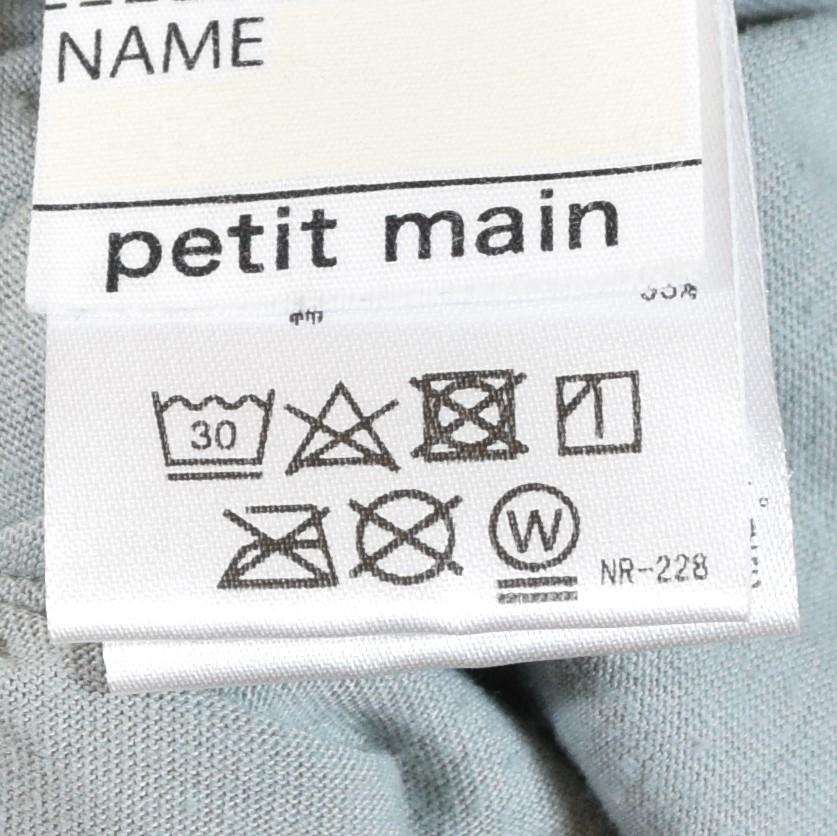 NAME
petit main
30
W
NR-228